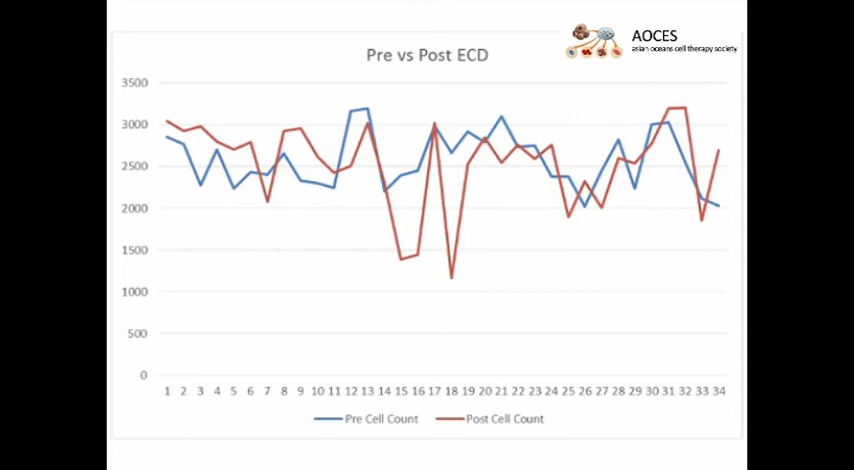 AOCES
asian oceans cell therapy society
Pre vs Post ECD
3500
3000
2500
2000
1500
1000
500
0
1 2 3 4 5 6 7 8 9 10 11 12 13 14 15 16 17 18 19 20 21 22 23 24 25 26 27 28 29 30 31 32 33 34
Pre Cell Count Post Cell Count